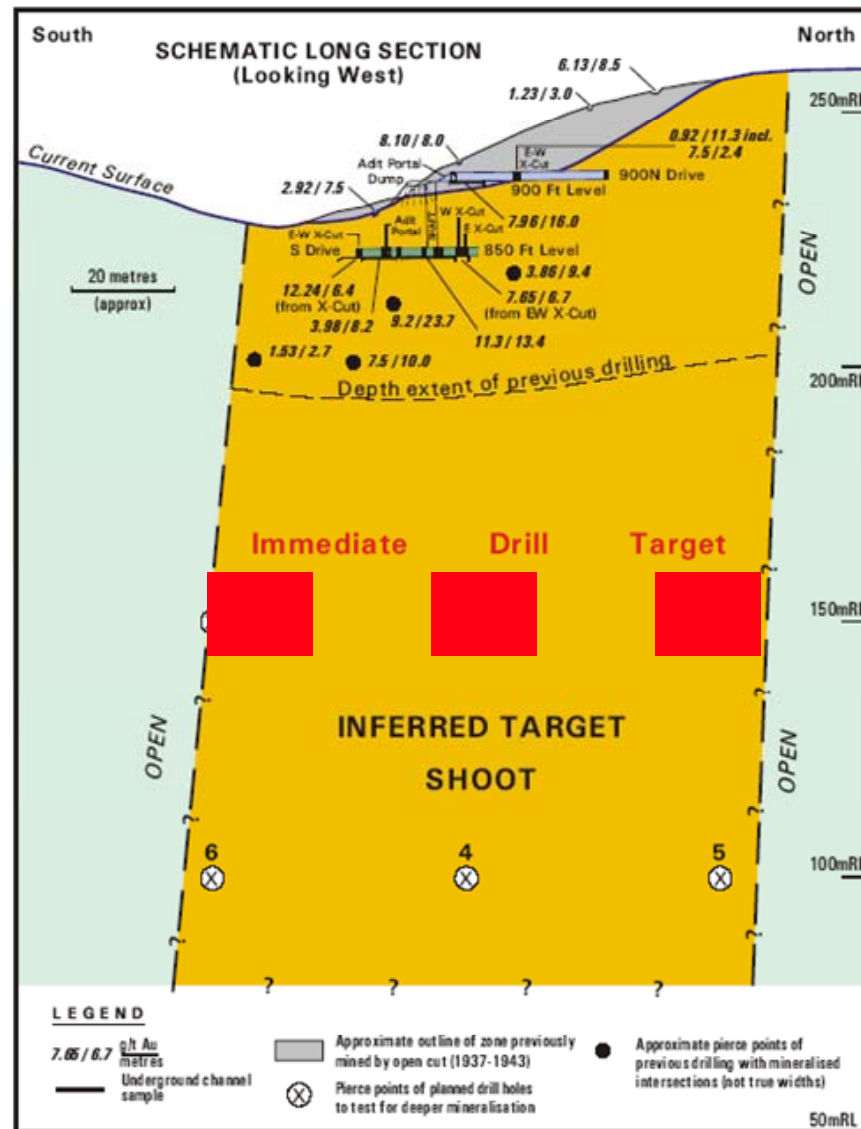 South
North
SCHEMATIC LONG SECTION
(Looking West)
6.13 / 8.5
1.23 / 3.0
250mRL
8.10 / 8.0
0.92 / 11.3 incl.
7.5 / 2.4
Current Surface
Adit Portal
Dump
E-W
X-Cut
900N Drive
900 Ft Level
2.92 / 7.5
7.96 / 16.0
E-W X-Cut
Adit
Portal
SHAFT
W X-Cut
E X-Cut
S Drive
850 Ft Level
?
OPEN
20 metres
(approx)
3.86 / 9.4
12.24 / 6.4
(from X-Cut)
7.65 / 6.7
(from EW X-Cut)
3.98 / 8.2
9.2 / 23.7
11.3 / 13.4
?
1.53 / 2.7
7.5 / 10.0
Depth extent of previous drilling
200mRL
?
?
Immediate Drill Target
?
?
150mRL
?
?
INFERRED TARGET
SHOOT
OPEN
OPEN
?
?
6
4
5
X
X
X
100mRL
?
?
? ? ? ?
LEGEND
7.65 / 6.7 g/t Au
metres
Underground channel
sample
Approximate outline of zone previously
mined by open cut (1937-1943)
X
Pierce points of planned drill holes
to test for deeper mineralisation
Approximate pierce points of
previous drilling with mineralised
intersections (not true widths)
50mRL